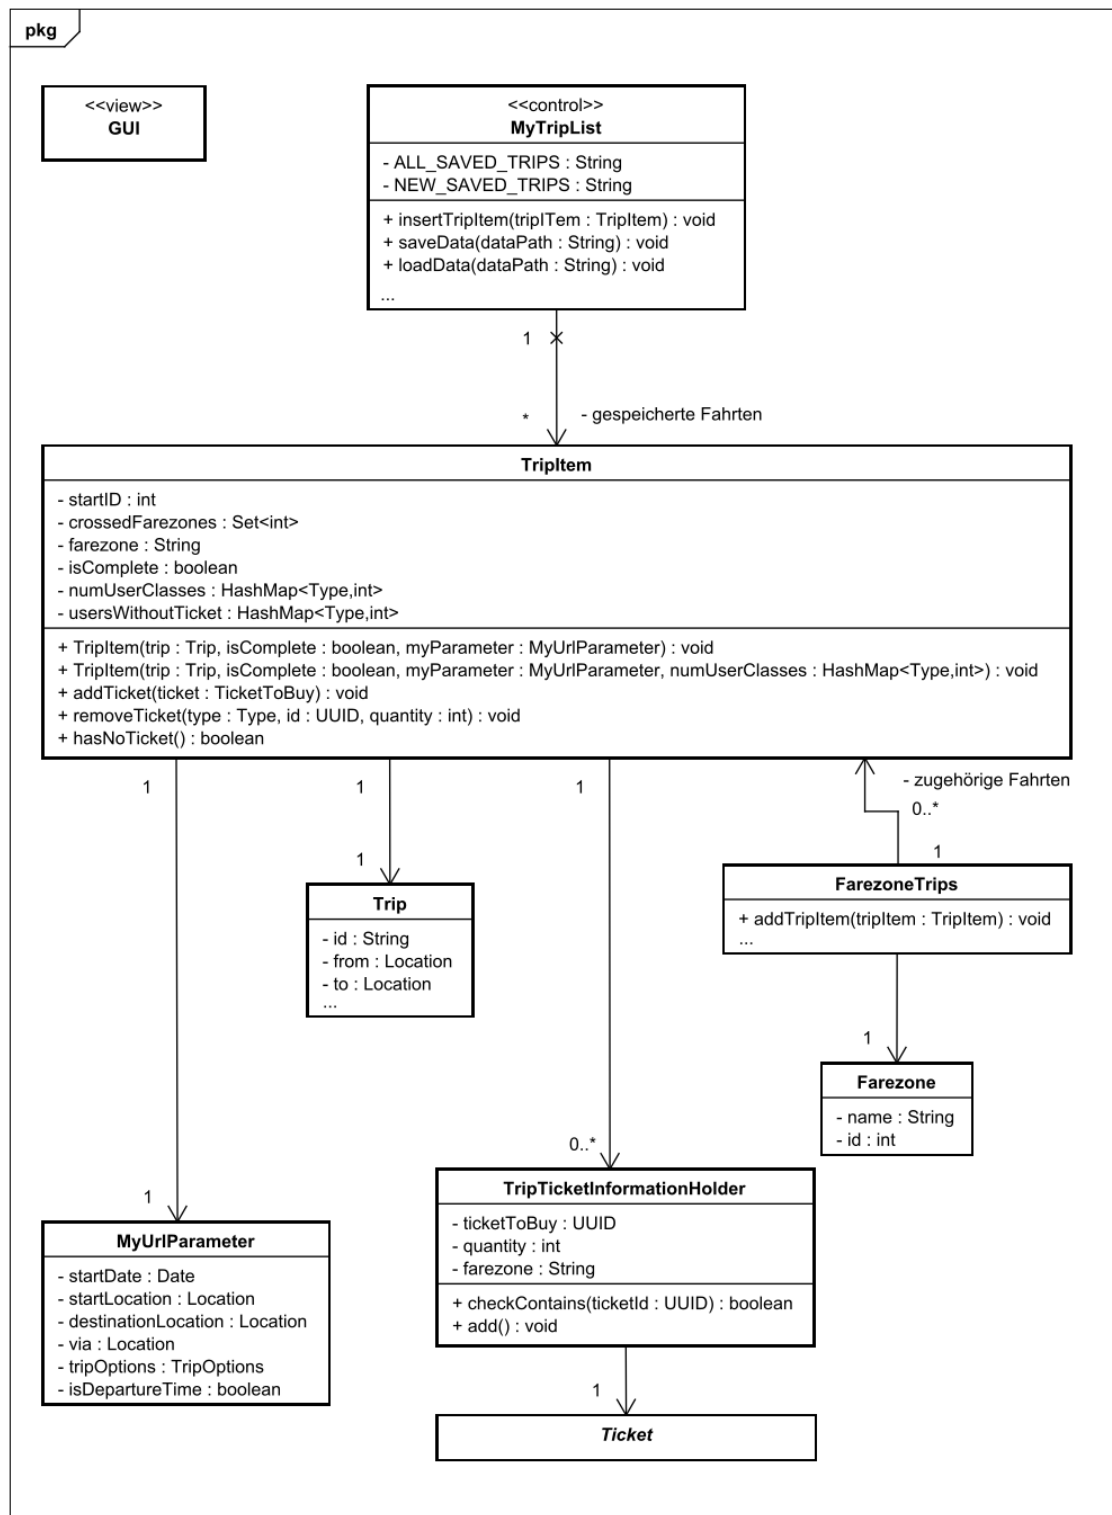 pkg
<<view>>
GUI
<<control>>
MyTripList
- ALL_SAVED_TRIPS : String
- NEW_SAVED_TRIPS : String
+ insertTripItem(tripITem : TripItem) : void
+ saveData(dataPath : String) : void
+ loadData(dataPath : String) : void
...
1
*
- gespeicherte Fahrten
TripItem
- startID : int
- crossedFarezones : Set<int>
- farezone : String
- isComplete : boolean
- numUserClasses : HashMap<Type,int>
- usersWithoutTicket : HashMap<Type,int>
+ TripItem(trip : Trip, isComplete : boolean, myParameter : MyUrlParameter) : void
+ TripItem(trip : Trip, isComplete : boolean, myParameter : MyUrlParameter, numUserClasses : HashMap<Type,int>) : void
+ addTicket(ticket : TicketToBuy) : void
+ removeTicket(type : Type, id : UUID, quantity : int) : void
+ hasNoTicket() : boolean
1
1
1
- zugehörige Fahrten
0..*
1
1
Trip
- id : String
- from : Location
- to : Location
...
FarezoneTrips
+ addTripItem(tripItem : TripItem) : void
...
1
Farezone
- name : String
- id : int
0..*
TripTicketInformationHolder
- ticketToBuy : UUID
- quantity : int
- farezone : String
+ checkContains(ticketId : UUID) : boolean
+ add() : void
1
MyUrlParameter
- startDate : Date
- startLocation : Location
- destinationLocation : Location
- via : Location
- tripOptions : TripOptions
- isDepartureTime : boolean
1
Ticket